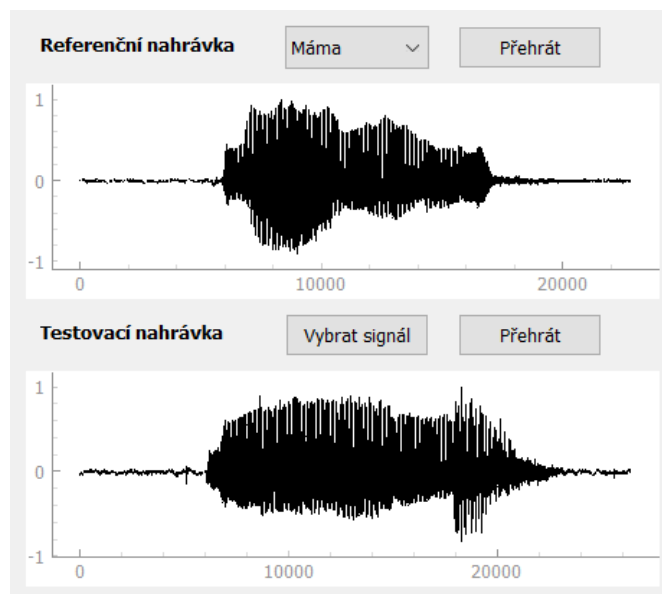 Referenční nahrávka Máma Přehrát
1
0
-1
0 10000 20000
Testovací nahrávka Vybrat signál Přehrát
1
0
-1
0 10000 20000